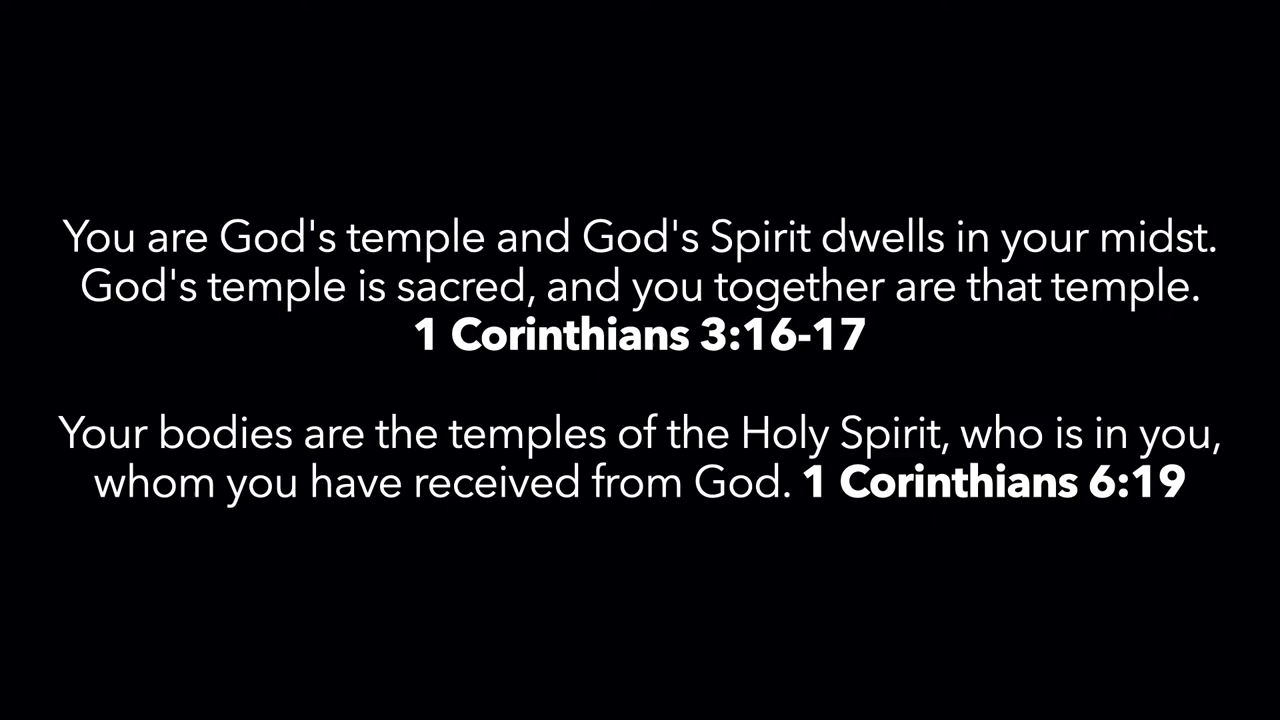 You are God's temple and God's Spirit dwells in your midst.
God's temple is sacred, and you together are that temple.
1 Corinthians 3:16-17
Your bodies are the temples of the Holy Spirit, who is in you,
whom you have received from God. 1 Corinthians 6:19